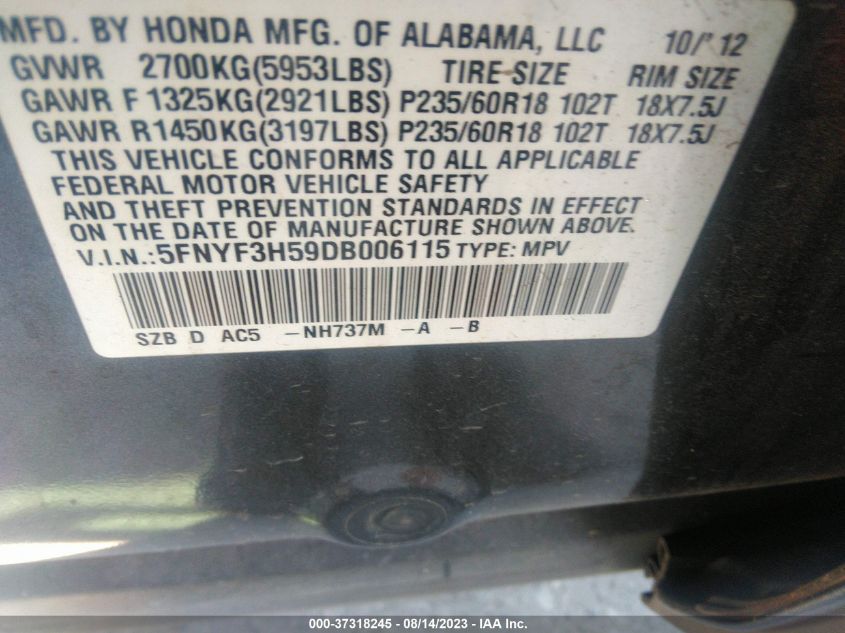 MFD. BY HONDA MFG. OF ALABAMA, LLC 10/'12
GVWR 2700KG(5953LBS) TIRE SIZE RIM SIZE
GAWR F 1325KG(2921LBS) P235/60R18 102T 18X7.5J
GAWR R1450KG(3197LBS) P235/60R18 102T 18X7.5J
THIS VEHICLE CONFORMS TO ALL APPLICABLE
FEDERAL MOTOR VEHICLE SAFETY
AND THEFT PREVENTION STANDARDS IN EFFECT
ON THE DATE OF MANUFACTURE SHOWN ABOVE.
V.I.N.:5FNYF3H59DB006115 TYPE: MPV
SZB D AC5 -NH737M -A -B
000-37318245 - 08/14/2023 - IAA Inc.